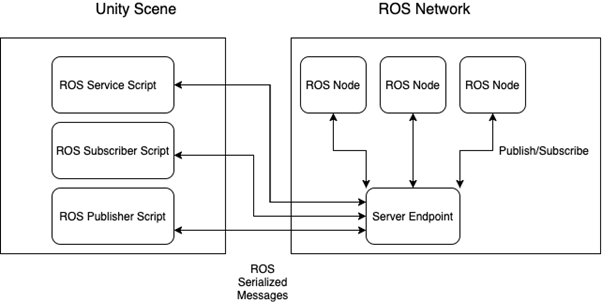 Unity Scene
ROS Network
ROS Service Script
ROS Subscriber Script
ROS Publisher Script
ROS Node
ROS Node
ROS Node
Publish/Subscribe
Server Endpoint
ROS
Serialized
Messages